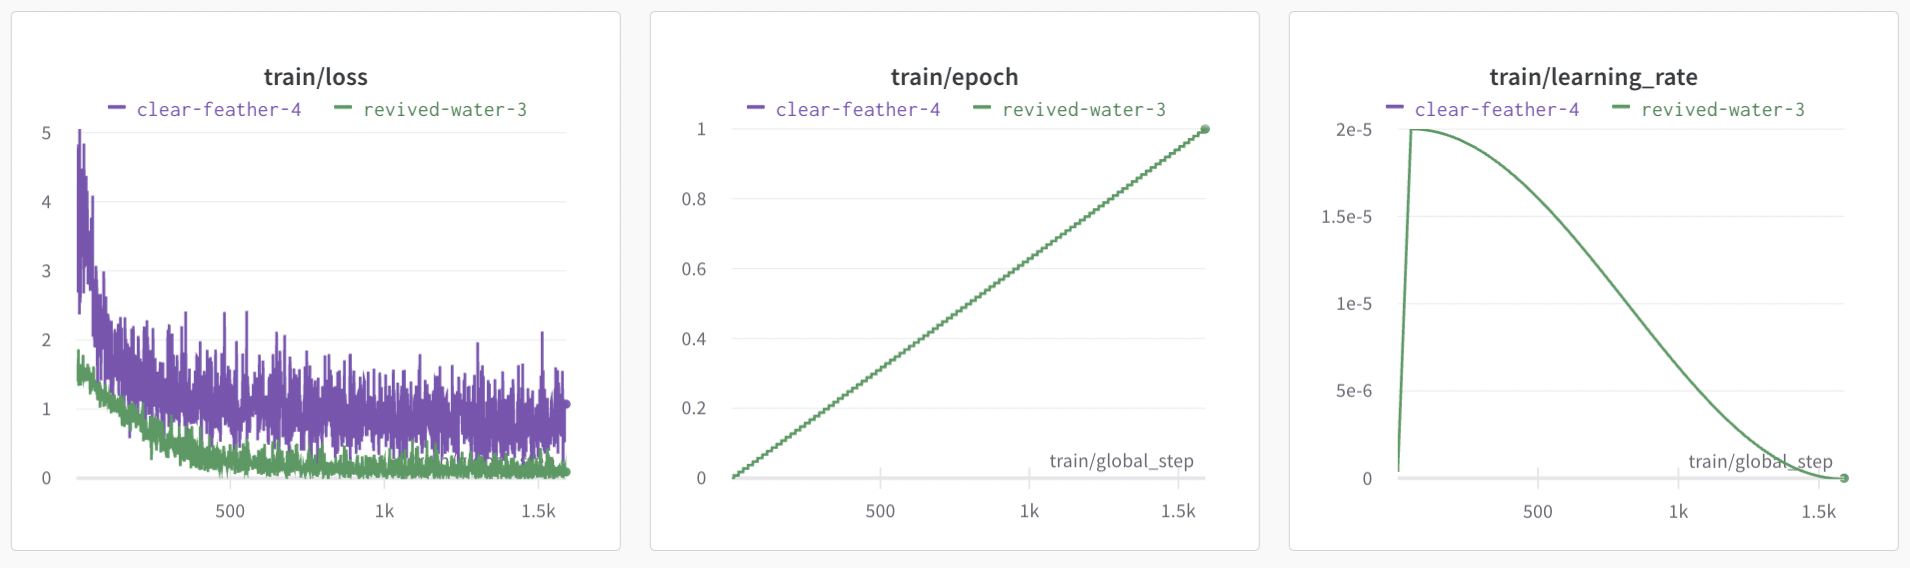 train/loss
clear-feather-4 revived-water-3
5
4
3
2
1
0
500 1k 1.5k
train/epoch
clear-feather-4 revived-water-3
1
0.8
0.6
0.4
0.2
0
train/global_step
500 1k 1.5k
train/learning_rate
clear-feather-4 revived-water-3
2e-5
1.5e-5
1e-5
5e-6
0
train/global_step
500 1k 1.5k